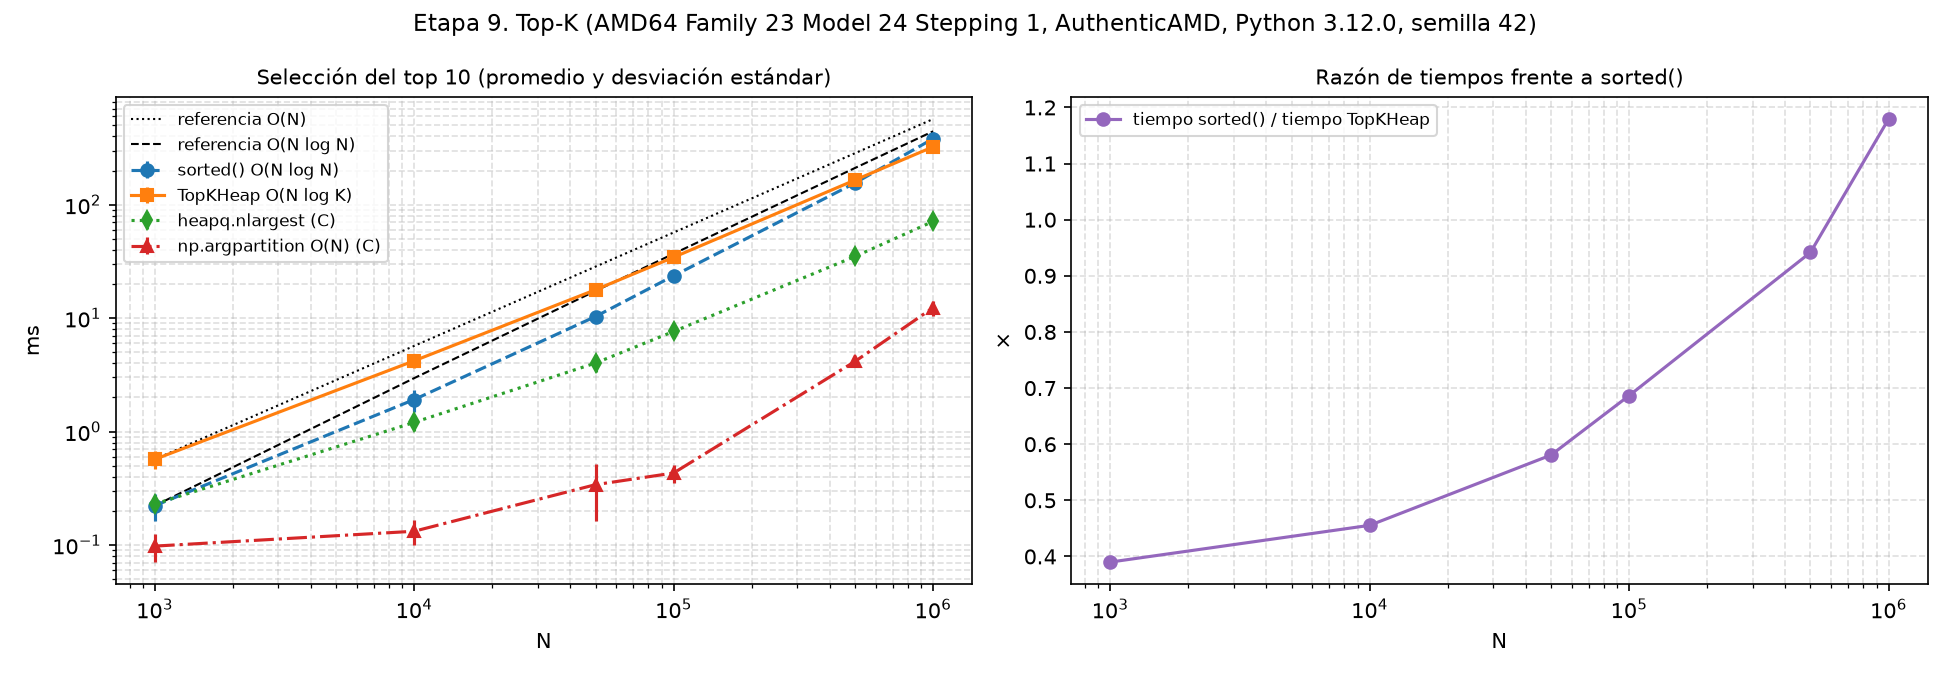 Etapa 9. Top-K (AMD64 Family 23 Model 24 Stepping 1, AuthenticAMD, Python 3.12.0, semilla 42)
Selección del top 10 (promedio y desviación estándar)
referencia O(N)
referencia O(N log N)
sorted() O(N log N)
TopKHeap O(N log K)
heapq.nlargest (C)
np.argpartition O(N) (C)
ms
10²
10¹
10⁰
10⁻¹
10³ 10⁴ 10⁵ 10⁶
N
Razón de tiempos frente a sorted()
tiempo sorted() / tiempo TopKHeap
×
1.2
1.1
1.0
0.9
0.8
0.7
0.6
0.5
0.4
10³ 10⁴ 10⁵ 10⁶
N